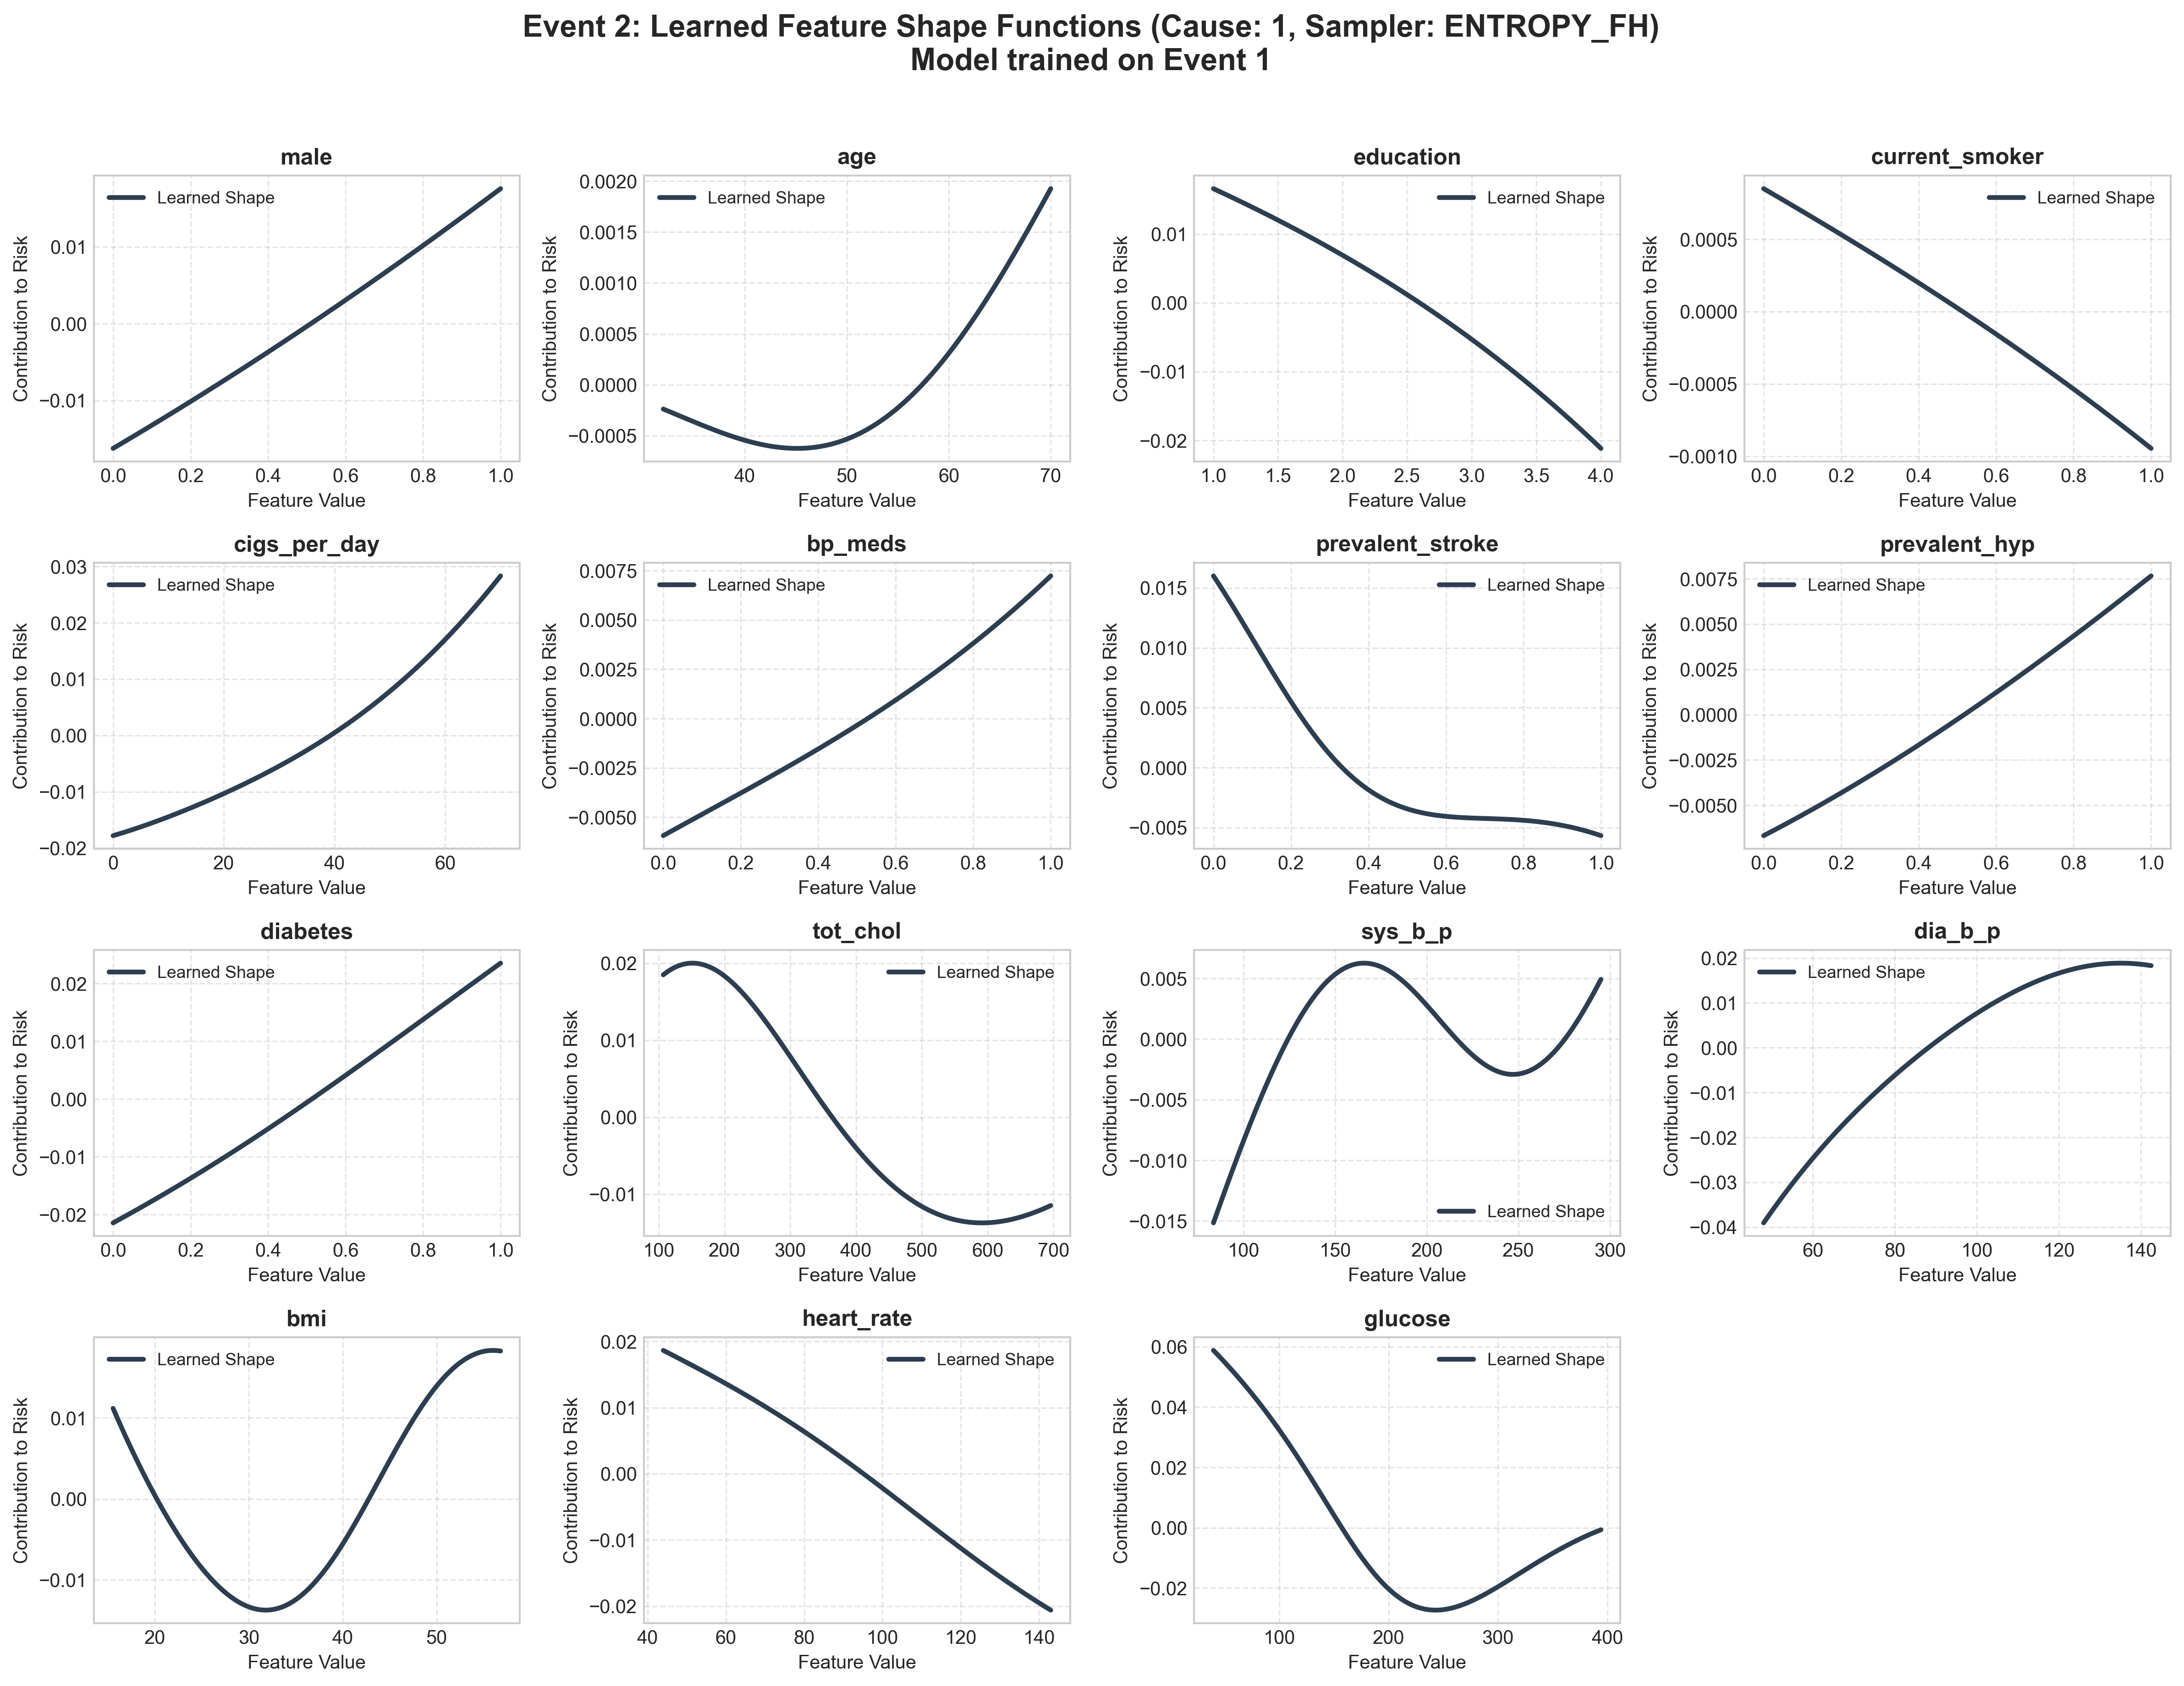 Event 2: Learned Feature Shape Functions (Cause: 1, Sampler: ENTROPY_FH)
Model trained on Event 1
male
Learned Shape
Contribution to Risk
0.01
0.00
−0.01
0.0 0.2 0.4 0.6 0.8 1.0
Feature Value
age
Learned Shape
Contribution to Risk
0.0020
0.0015
0.0010
0.0005
0.0000
−0.0005
40 50 60 70
Feature Value
education
Learned Shape
Contribution to Risk
0.01
0.00
−0.01
−0.02
1.0 1.5 2.0 2.5 3.0 3.5 4.0
Feature Value
current_smoker
Learned Shape
Contribution to Risk
0.0005
0.0000
−0.0005
−0.0010
0.0 0.2 0.4 0.6 0.8 1.0
Feature Value
cigs_per_day
Learned Shape
Contribution to Risk
0.03
0.02
0.01
0.00
−0.01
−0.02
0 20 40 60
Feature Value
bp_meds
Learned Shape
Contribution to Risk
0.0075
0.0050
0.0025
0.0000
−0.0025
−0.0050
0.0 0.2 0.4 0.6 0.8 1.0
Feature Value
prevalent_stroke
Learned Shape
Contribution to Risk
0.015
0.010
0.005
0.000
−0.005
0.0 0.2 0.4 0.6 0.8 1.0
Feature Value
prevalent_hyp
Learned Shape
Contribution to Risk
0.0075
0.0050
0.0025
0.0000
−0.0025
−0.0050
0.0 0.2 0.4 0.6 0.8 1.0
Feature Value
diabetes
Learned Shape
Contribution to Risk
0.02
0.01
0.00
−0.01
−0.02
0.0 0.2 0.4 0.6 0.8 1.0
Feature Value
tot_chol
Learned Shape
Contribution to Risk
0.02
0.01
0.00
−0.01
100 200 300 400 500 600 700
Feature Value
sys_b_p
Learned Shape
Contribution to Risk
0.005
0.000
−0.005
−0.010
−0.015
100 150 200 250 300
Feature Value
dia_b_p
Learned Shape
Contribution to Risk
0.02
0.01
0.00
−0.01
−0.02
−0.03
−0.04
60 80 100 120 140
Feature Value
bmi
Learned Shape
Contribution to Risk
0.01
0.00
−0.01
20 30 40 50
Feature Value
heart_rate
Learned Shape
Contribution to Risk
0.02
0.01
0.00
−0.01
−0.02
40 60 80 100 120 140
Feature Value
glucose
Learned Shape
Contribution to Risk
0.06
0.04
0.02
0.00
−0.02
100 200 300 400
Feature Value